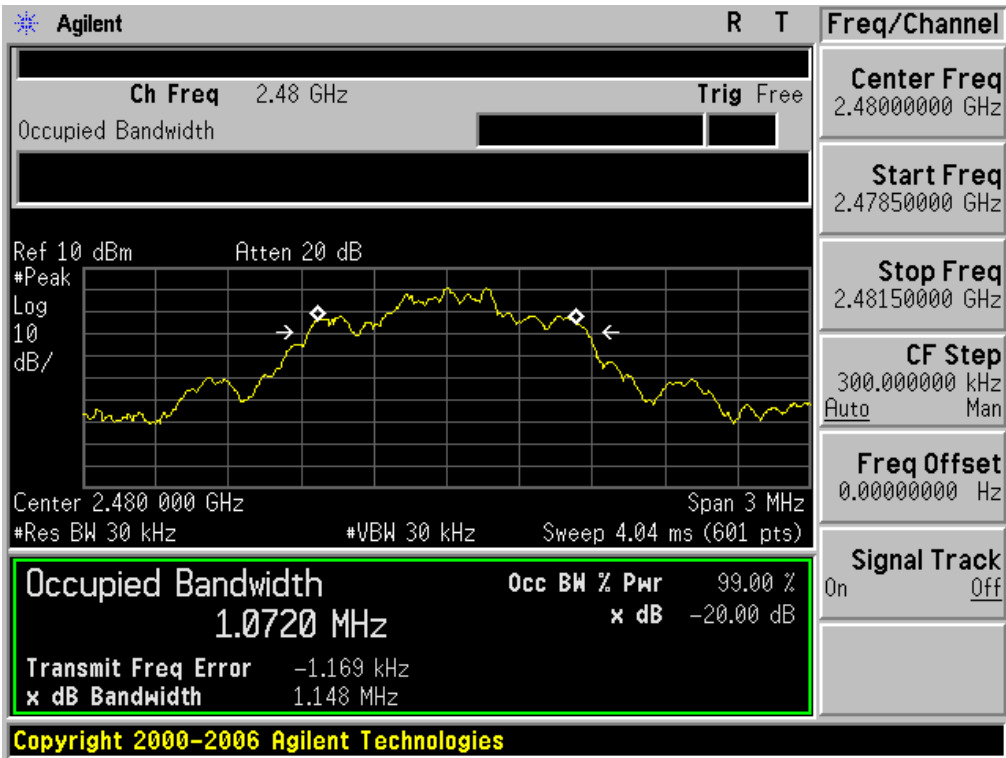 Agilent R T
Ch Freq 2.48 GHz Trig Free
Occupied Bandwidth
Ref 10 dBm Atten 20 dB
#Peak
Log
10
dB/
Center 2.480 000 GHz Span 3 MHz
#Res BW 30 kHz #VBW 30 kHz Sweep 4.04 ms (601 pts)
Occupied Bandwidth
1.0720 MHz
Occ BW % Pwr 99.00 %
x dB -20.00 dB
Transmit Freq Error -1.169 kHz
x dB Bandwidth 1.148 MHz
Copyright 2000-2006 Agilent Technologies
Freq/Channel
Center Freq
2.48000000 GHz
Start Freq
2.47850000 GHz
Stop Freq
2.48150000 GHz
CF Step
300.000000 kHz
Auto Man
Freq Offset
0.00000000 Hz
Signal Track
On Off